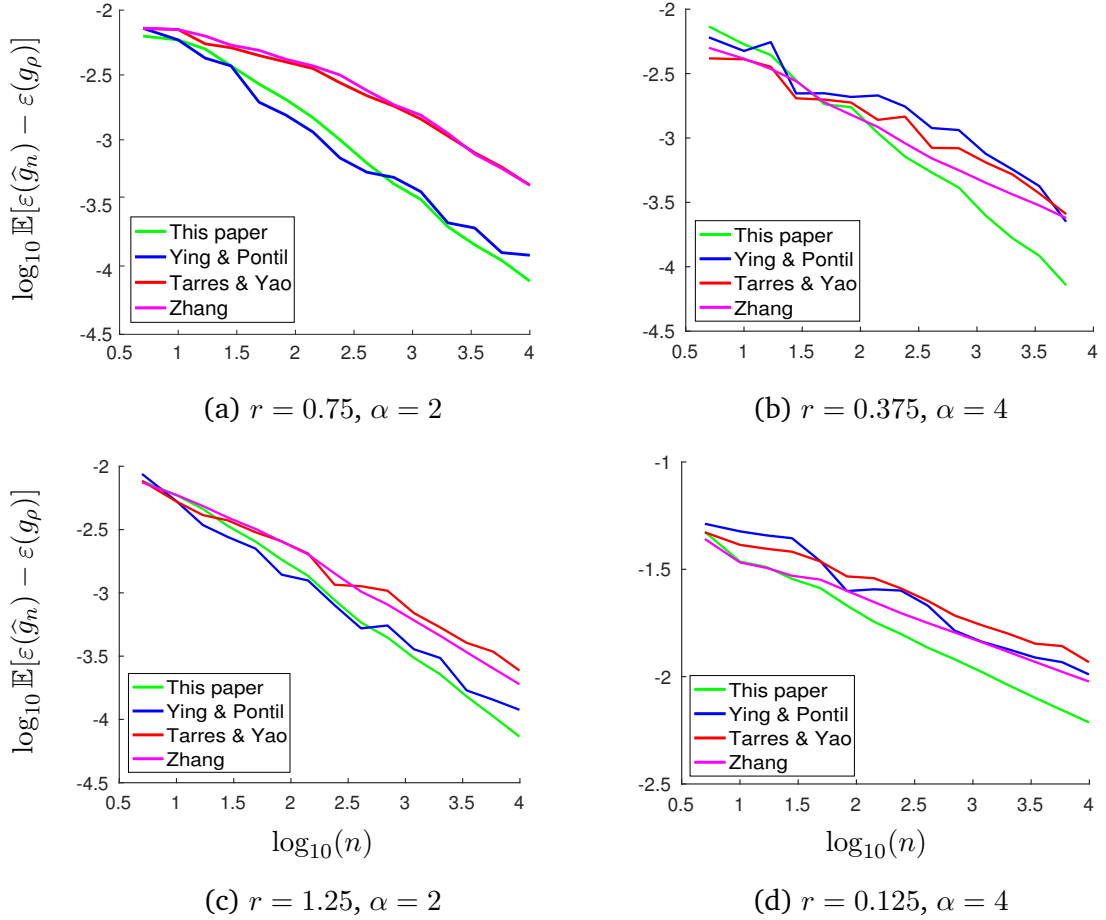 log₁₀ 𝔼[ε(ĝₙ) − ε(g_ρ)]
-2
-2.5
-3
-3.5
-4
-4.5
This paper
Ying & Pontil
Tarres & Yao
Zhang
0.5 1 1.5 2 2.5 3 3.5 4
(a) r = 0.75, α = 2
-2
-2.5
-3
-3.5
-4
-4.5
This paper
Ying & Pontil
Tarres & Yao
Zhang
0.5 1 1.5 2 2.5 3 3.5 4
(b) r = 0.375, α = 4
log₁₀ 𝔼[ε(ĝₙ) − ε(g_ρ)]
-2
-2.5
-3
-3.5
-4
-4.5
This paper
Ying & Pontil
Tarres & Yao
Zhang
0.5 1 1.5 2 2.5 3 3.5 4
log₁₀(n)
(c) r = 1.25, α = 2
-1
-1.5
-2
-2.5
This paper
Ying & Pontil
Tarres & Yao
Zhang
0.5 1 1.5 2 2.5 3 3.5 4
log₁₀(n)
(d) r = 0.125, α = 4